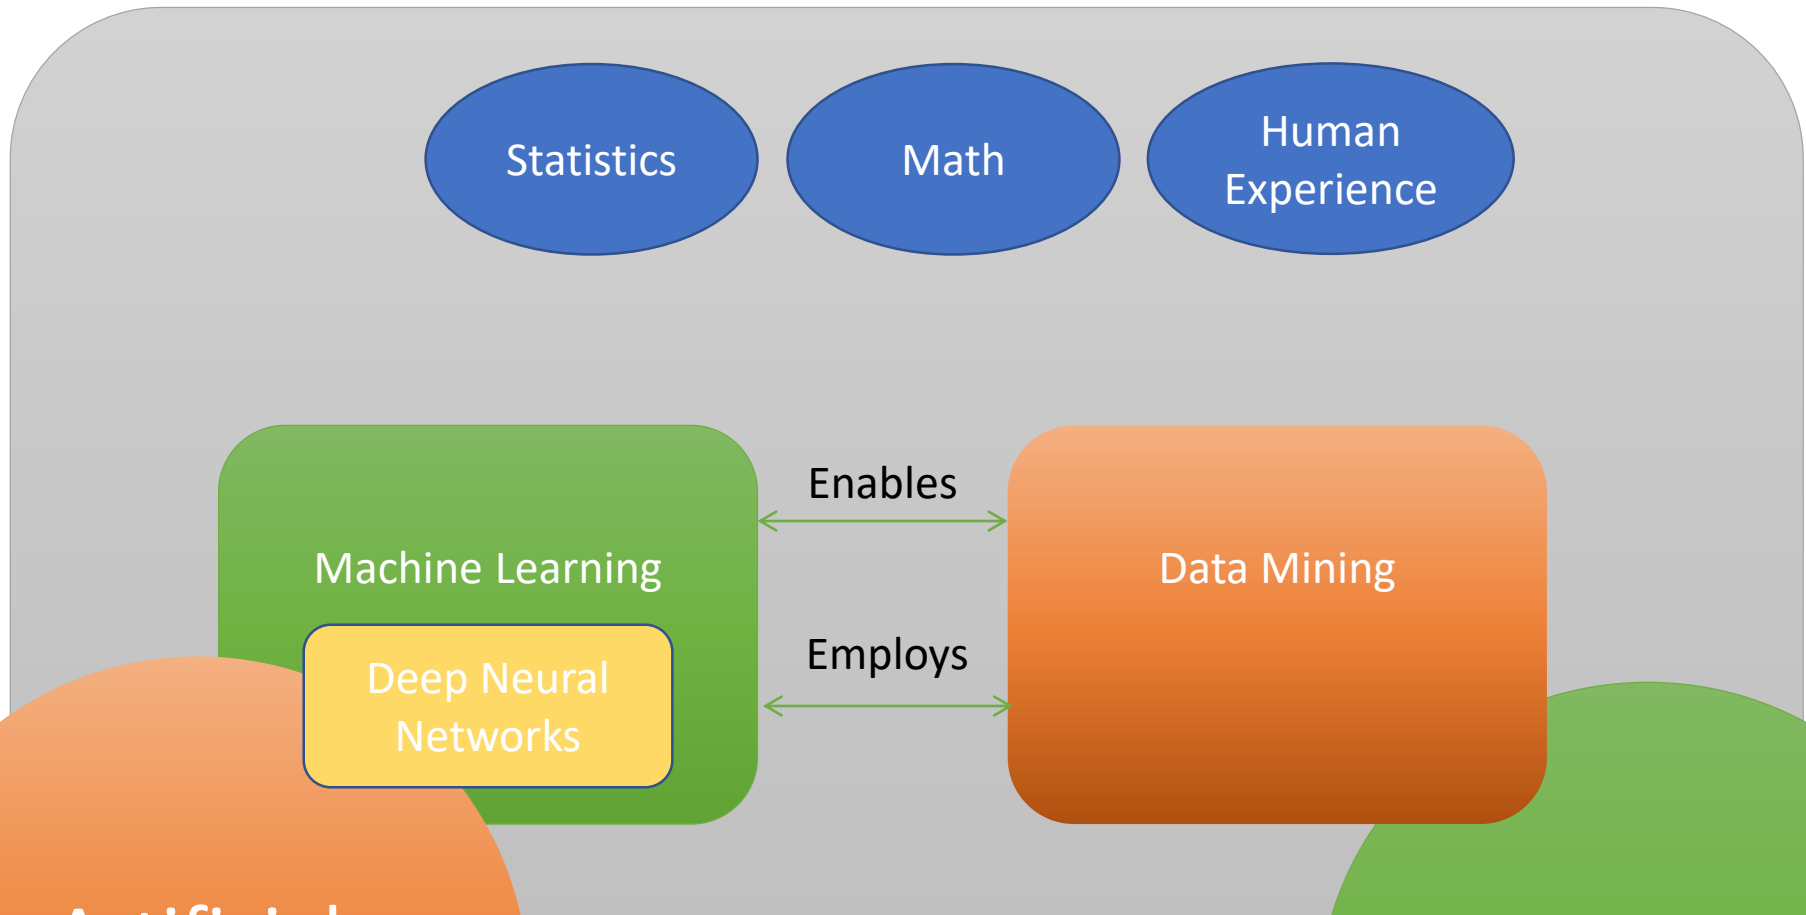 Statistics
Math
Human
Experience
Enables
Machine Learning
Data Mining
Employs
Deep Neural
Networks